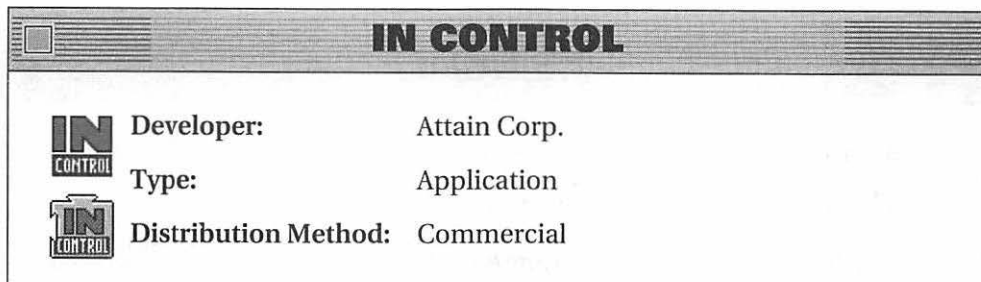 IN CONTROL
IN
CONTROL
Developer: Attain Corp.
Type: Application
IN
CONTROL
Distribution Method: Commercial